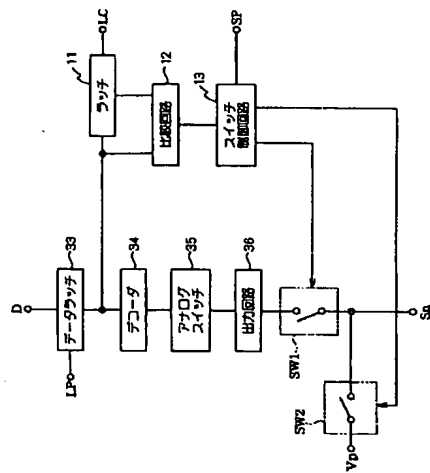 D
33
LP
データラッチ
34
デコーダ
35
アナログ
スイッチ
36
出力回路
SW1
Sn
SW2
Vp
11
LC
ラッチ
12
比較回路
13
SP
スイッチ
制御回路